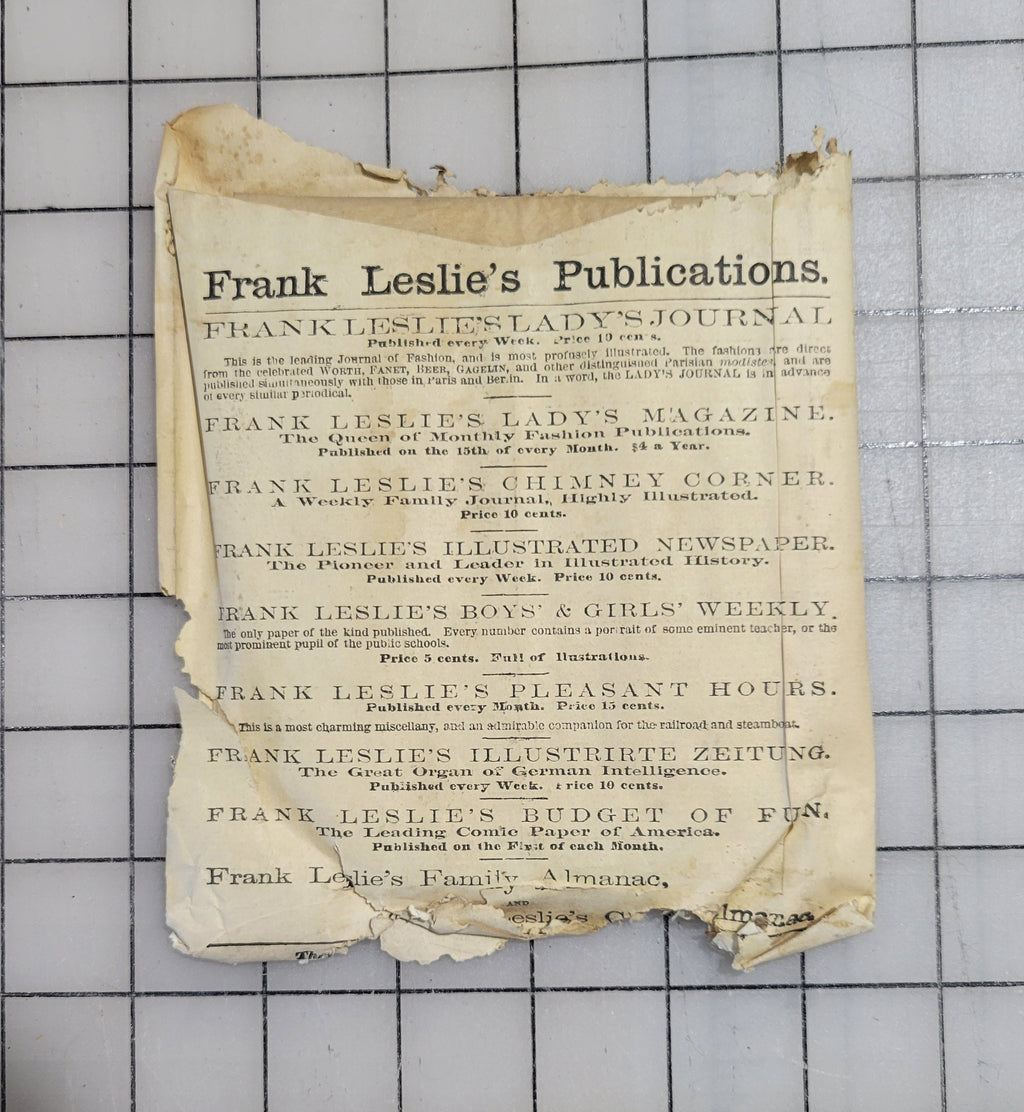 Frank Leslie's Publications.
FRANK LESLIE'S LADY'S JOURNAL
Published every Week. Price 10 cents.
This is the leading Journal of Fashion, and is most profusely illustrated. The fashions are direct
from the celebrated WORTH, FANET, BEER, GAGELIN, and other distinguished Parisian modistes, and are
published simultaneously with those in Paris and Berlin. In a word, the LADY'S JOURNAL is in advance
of every similar periodical.
FRANK LESLIE'S LADY'S MAGAZINE.
The Queen of Monthly Fashion Publications.
Published on the 15th of every Month. $4 a Year.
FRANK LESLIE'S CHIMNEY CORNER.
A Weekly Family Journal, Highly Illustrated.
Price 10 cents.
FRANK LESLIE'S ILLUSTRATED NEWSPAPER.
The Pioneer and Leader in Illustrated History.
Published every Week. Price 10 cents.
FRANK LESLIE'S BOYS' & GIRLS' WEEKLY.
The only paper of the kind published. Every number contains a portrait of some eminent teacher, or the
most prominent pupil of the public schools.
Price 5 cents. Full of Ilustrations.
FRANK LESLIE'S PLEASANT HOURS.
Published every Month. Price 15 cents.
This is a most charming miscellany, and an admirable companion for the railroad and steamboat.
FRANK LESLIE'S ILLUSTRIRTE ZEITUNG.
The Great Organ of German Intelligence.
Published every Week. Price 10 cents.
FRANK LESLIE'S BUDGET OF FUN.
The Leading Comic Paper of America.
Published on the First of each Month.
Frank Leslie's Family Almanac,
AND
eslie's Almanac.